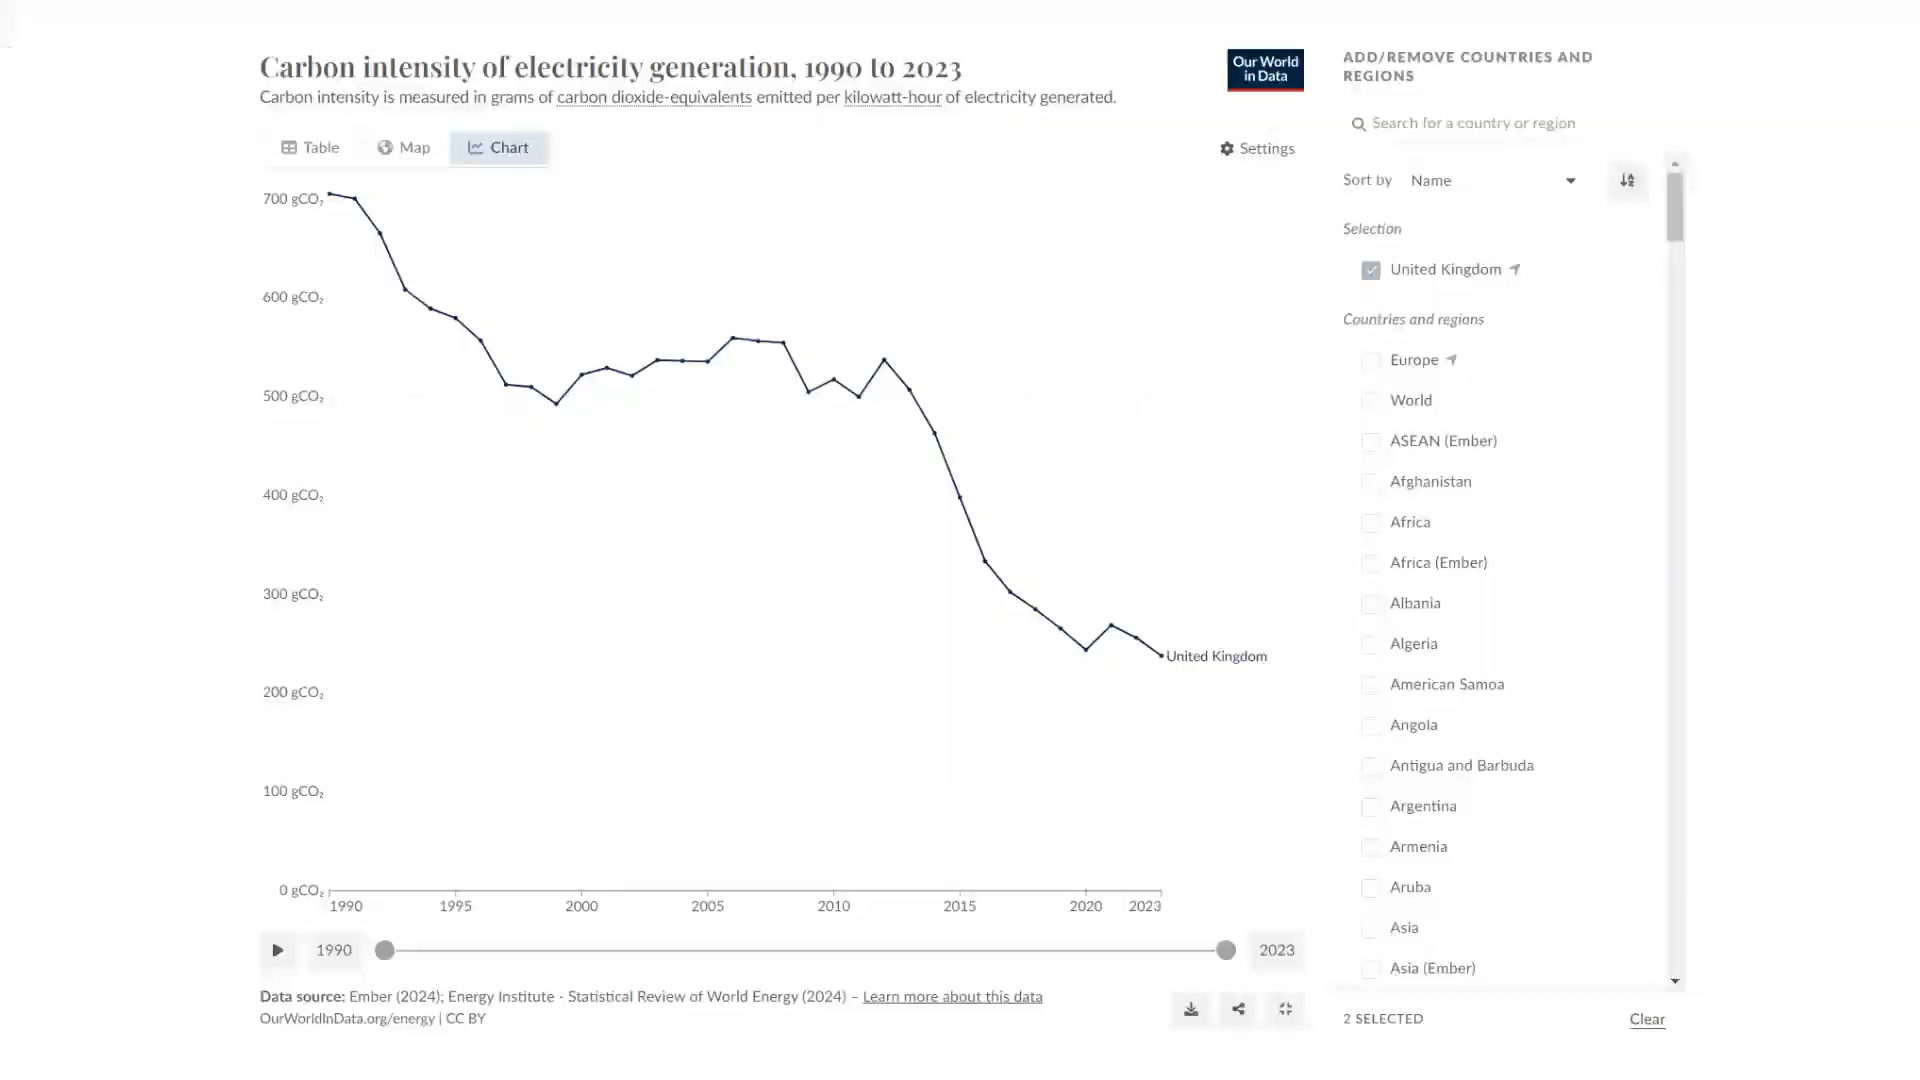 Carbon intensity of electricity generation, 1990 to 2023
Carbon intensity is measured in grams of carbon dioxide-equivalents emitted per kilowatt-hour of electricity generated.
Our World
in Data
Table
Map
Chart
Settings
700 gCO₂
600 gCO₂
500 gCO₂
400 gCO₂
300 gCO₂
200 gCO₂
100 gCO₂
0 gCO₂
United Kingdom
1990 1995 2000 2005 2010 2015 2020 2023
1990
2023
Data source: Ember (2024); Energy Institute - Statistical Review of World Energy (2024) – Learn more about this data
OurWorldInData.org/energy | CC BY
ADD/REMOVE COUNTRIES AND
REGIONS
Search for a country or region
Sort by Name
Selection
United Kingdom
Countries and regions
Europe
World
ASEAN (Ember)
Afghanistan
Africa
Africa (Ember)
Albania
Algeria
American Samoa
Angola
Antigua and Barbuda
Argentina
Armenia
Aruba
Asia
Asia (Ember)
2 SELECTED
Clear